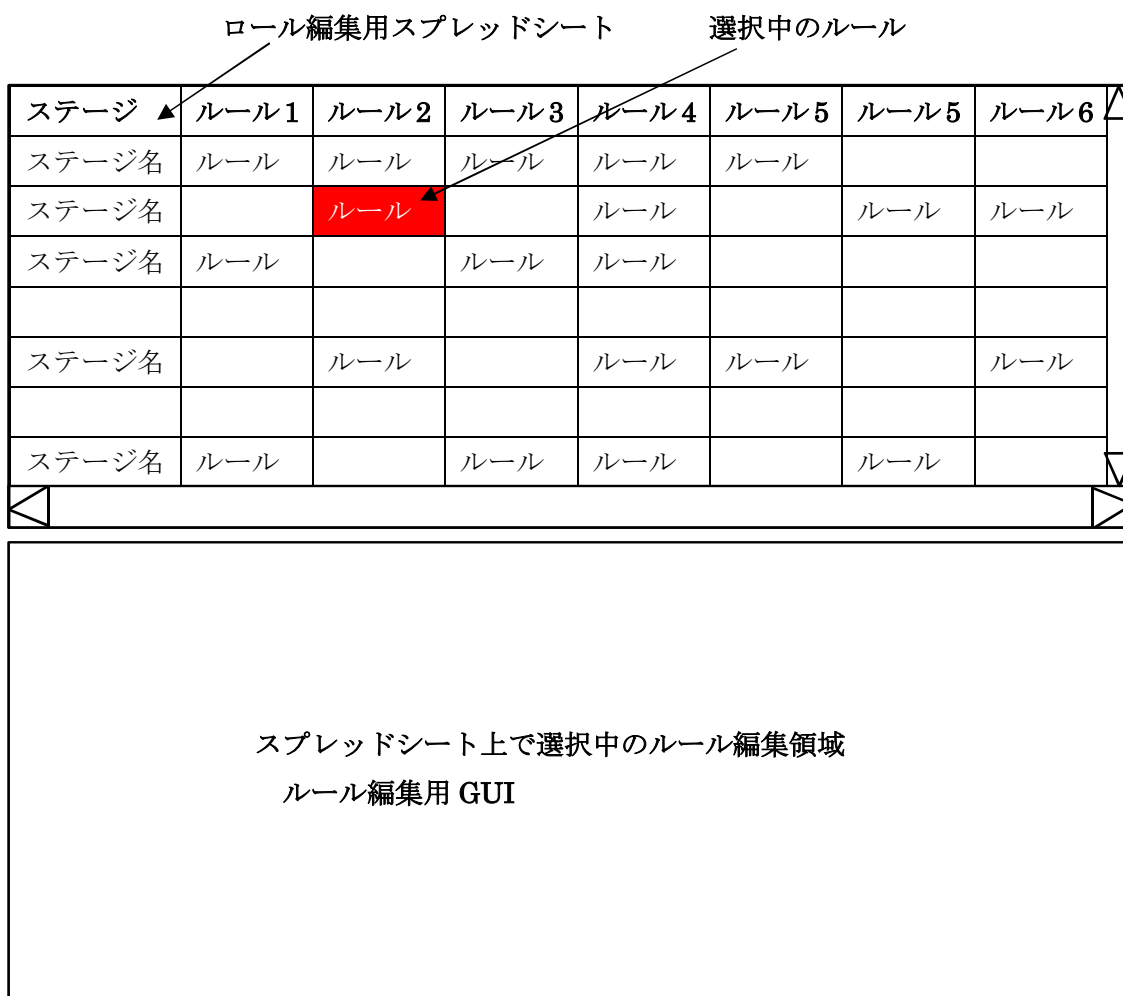 ロール編集用スプレッドシート 選択中のルール
ステージ ルール1 ルール2 ルール3 ルール4 ルール5 ルール5 ルール6
ステージ名 ルール ルール ルール ルール ルール
ステージ名 ルール ルール ルール ルール
ステージ名 ルール ルール ルール
ステージ名 ルール ルール ルール ルール
ステージ名 ルール ルール ルール ルール
スプレッドシート上で選択中のルール編集領域
ルール編集用 GUI